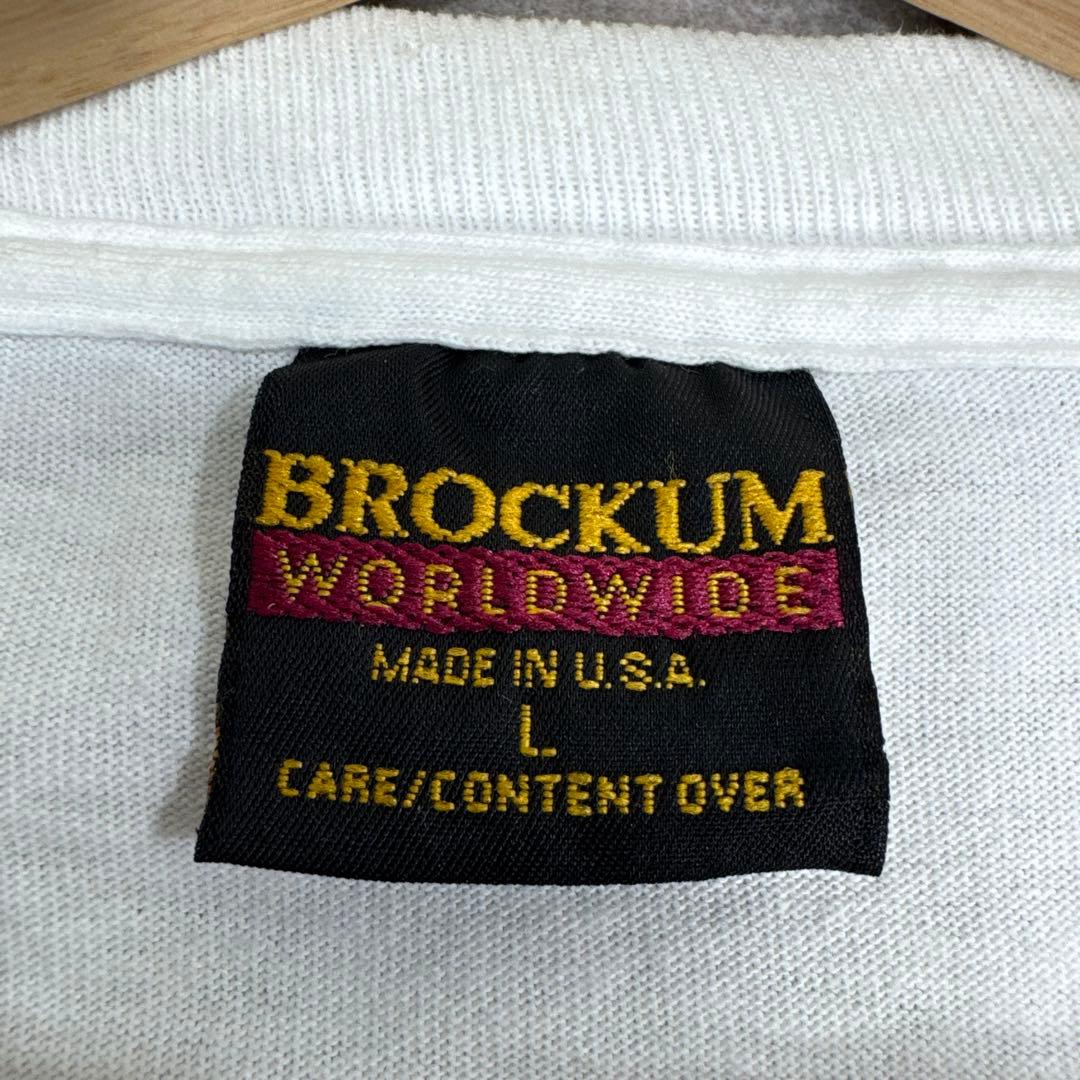 BROCKUM
WORLDWIDE
MADE IN U.S.A.
L
CARE/CONTENT OVER